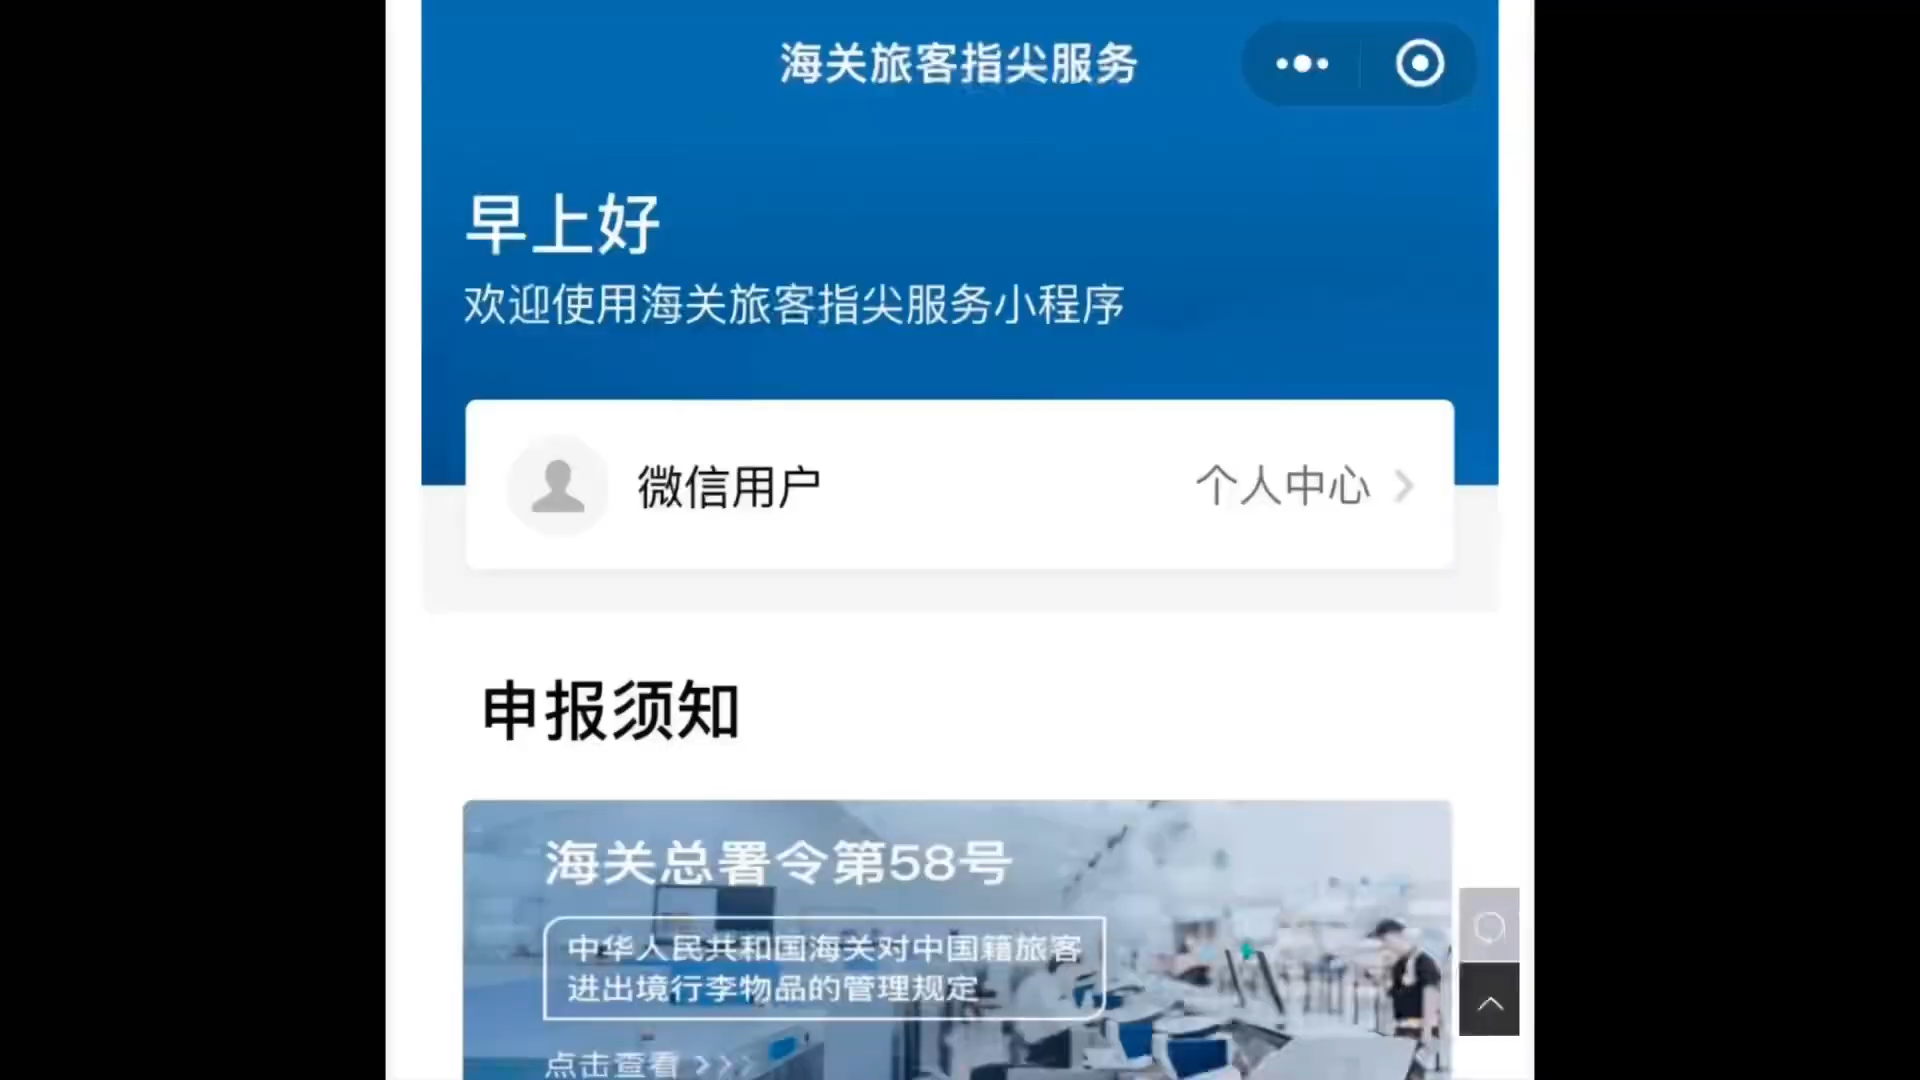 海关旅客指尖服务
早上好
欢迎使用海关旅客指尖服务小程序
微信用户
个人中心
申报须知
海关总署令第58号
中华人民共和国海关对中国籍旅客
进出境行李物品的管理规定
点击查看 >>>